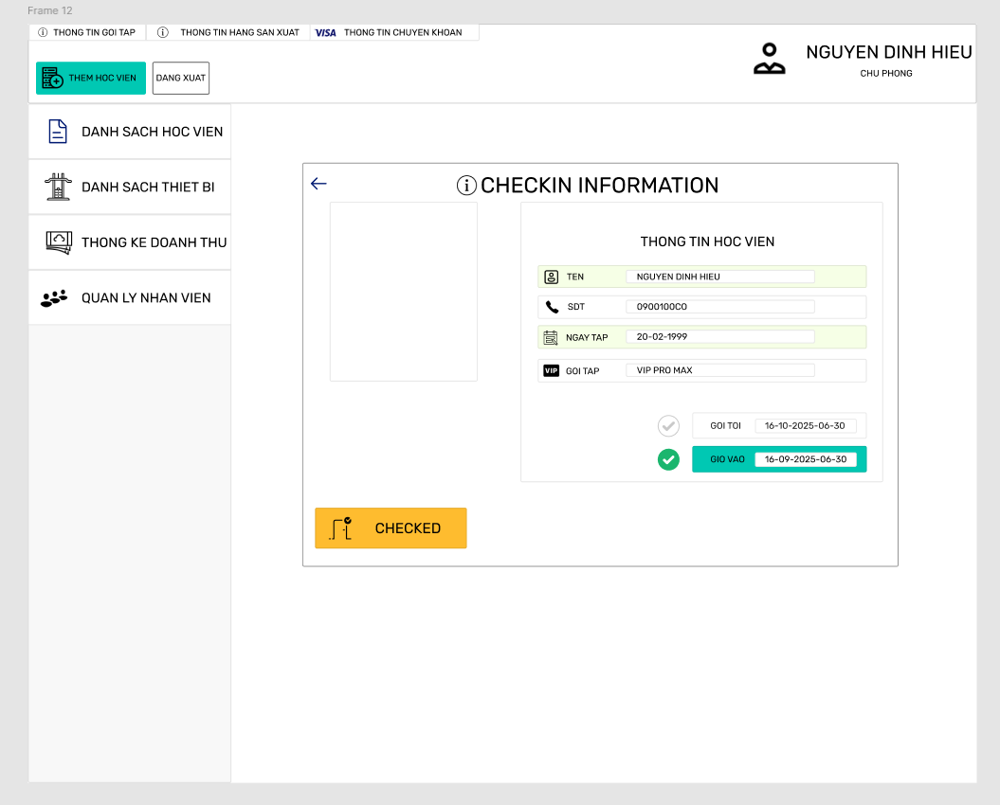 Frame 12
THONG TIN GOI TAP
THONG TIN HANG SAN XUAT
VISA THONG TIN CHUYEN KHOAN
THEM HOC VIEN
DANG XUAT
NGUYEN DINH HIEU
CHU PHONG
DANH SACH HOC VIEN
DANH SACH THIET BI
THONG KE DOANH THU
QUAN LY NHAN VIEN
CHECKIN INFORMATION
THONG TIN HOC VIEN
TEN NGUYEN DINH HIEU
SDT 0900100CO
NGAY TAP 20-02-1999
VIP GOI TAP VIP PRO MAX
GOI TOI 16-10-2025-06-30
GIO VAO 16-09-2025-06-30
CHECKED